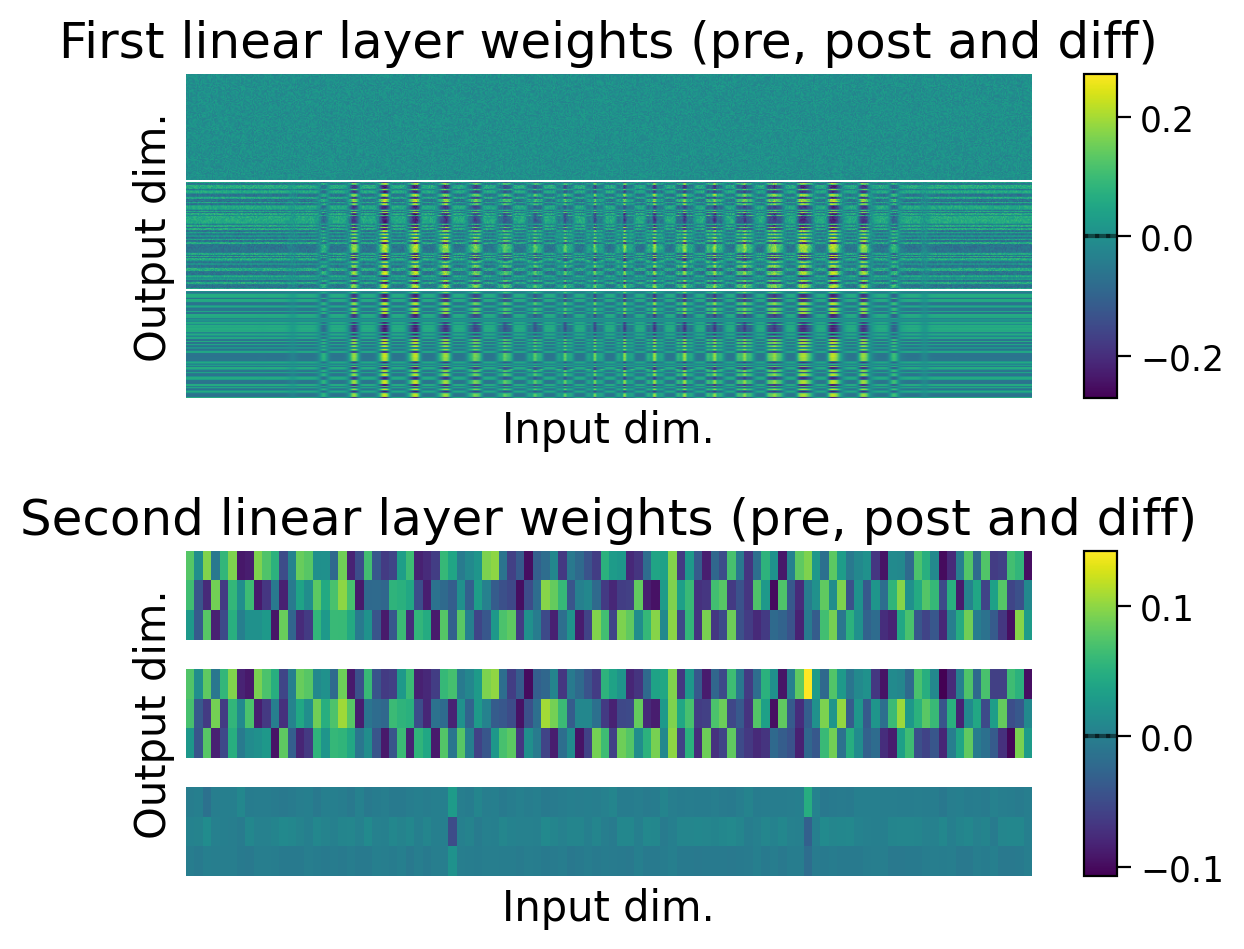 First linear layer weights (pre, post and diff)
Output dim.
0.2
0.0
−0.2
Input dim.
Second linear layer weights (pre, post and diff)
Output dim.
0.1
0.0
−0.1
Input dim.